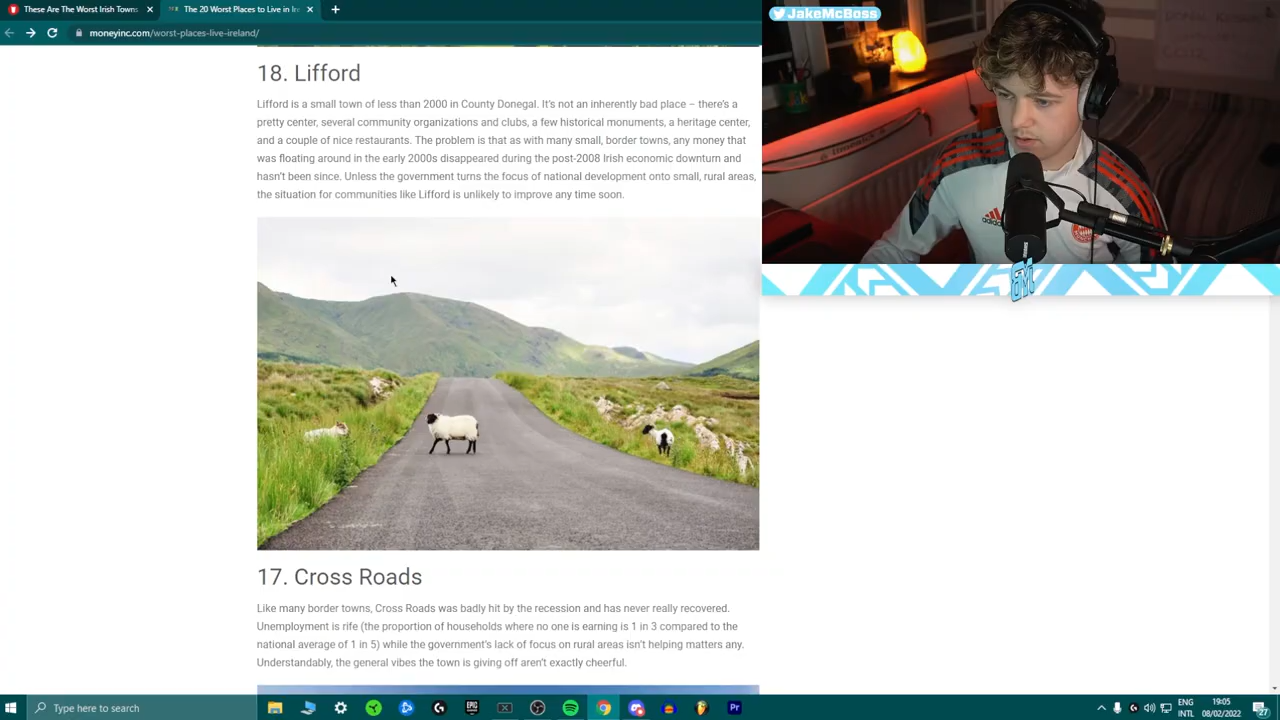 These Are The Worst Irish Towns
The 20 Worst Places to Live in Ire
moneyinc.com/worst-places-live-ireland/
JakeMcBoss
18. Lifford
Lifford is a small town of less than 2000 in County Donegal. It's not an inherently bad place – there's a
pretty center, several community organizations and clubs, a few historical monuments, a heritage center,
and a couple of nice restaurants. The problem is that as with many small, border towns, any money that
was floating around in the early 2000s disappeared during the post-2008 Irish economic downturn and
hasn't been since. Unless the government turns the focus of national development onto small, rural areas,
the situation for communities like Lifford is unlikely to improve any time soon.
adidas
17. Cross Roads
Like many border towns, Cross Roads was badly hit by the recession and has never really recovered.
Unemployment is rife (the proportion of households where no one is earning is 1 in 3 compared to the
national average of 1 in 5) while the government's lack of focus on rural areas isn't helping matters any.
Understandably, the general vibes the town is giving off aren't exactly cheerful.
Type here to search
EPIC
Pr
ENG
INTL
19:05
08/02/2022
27